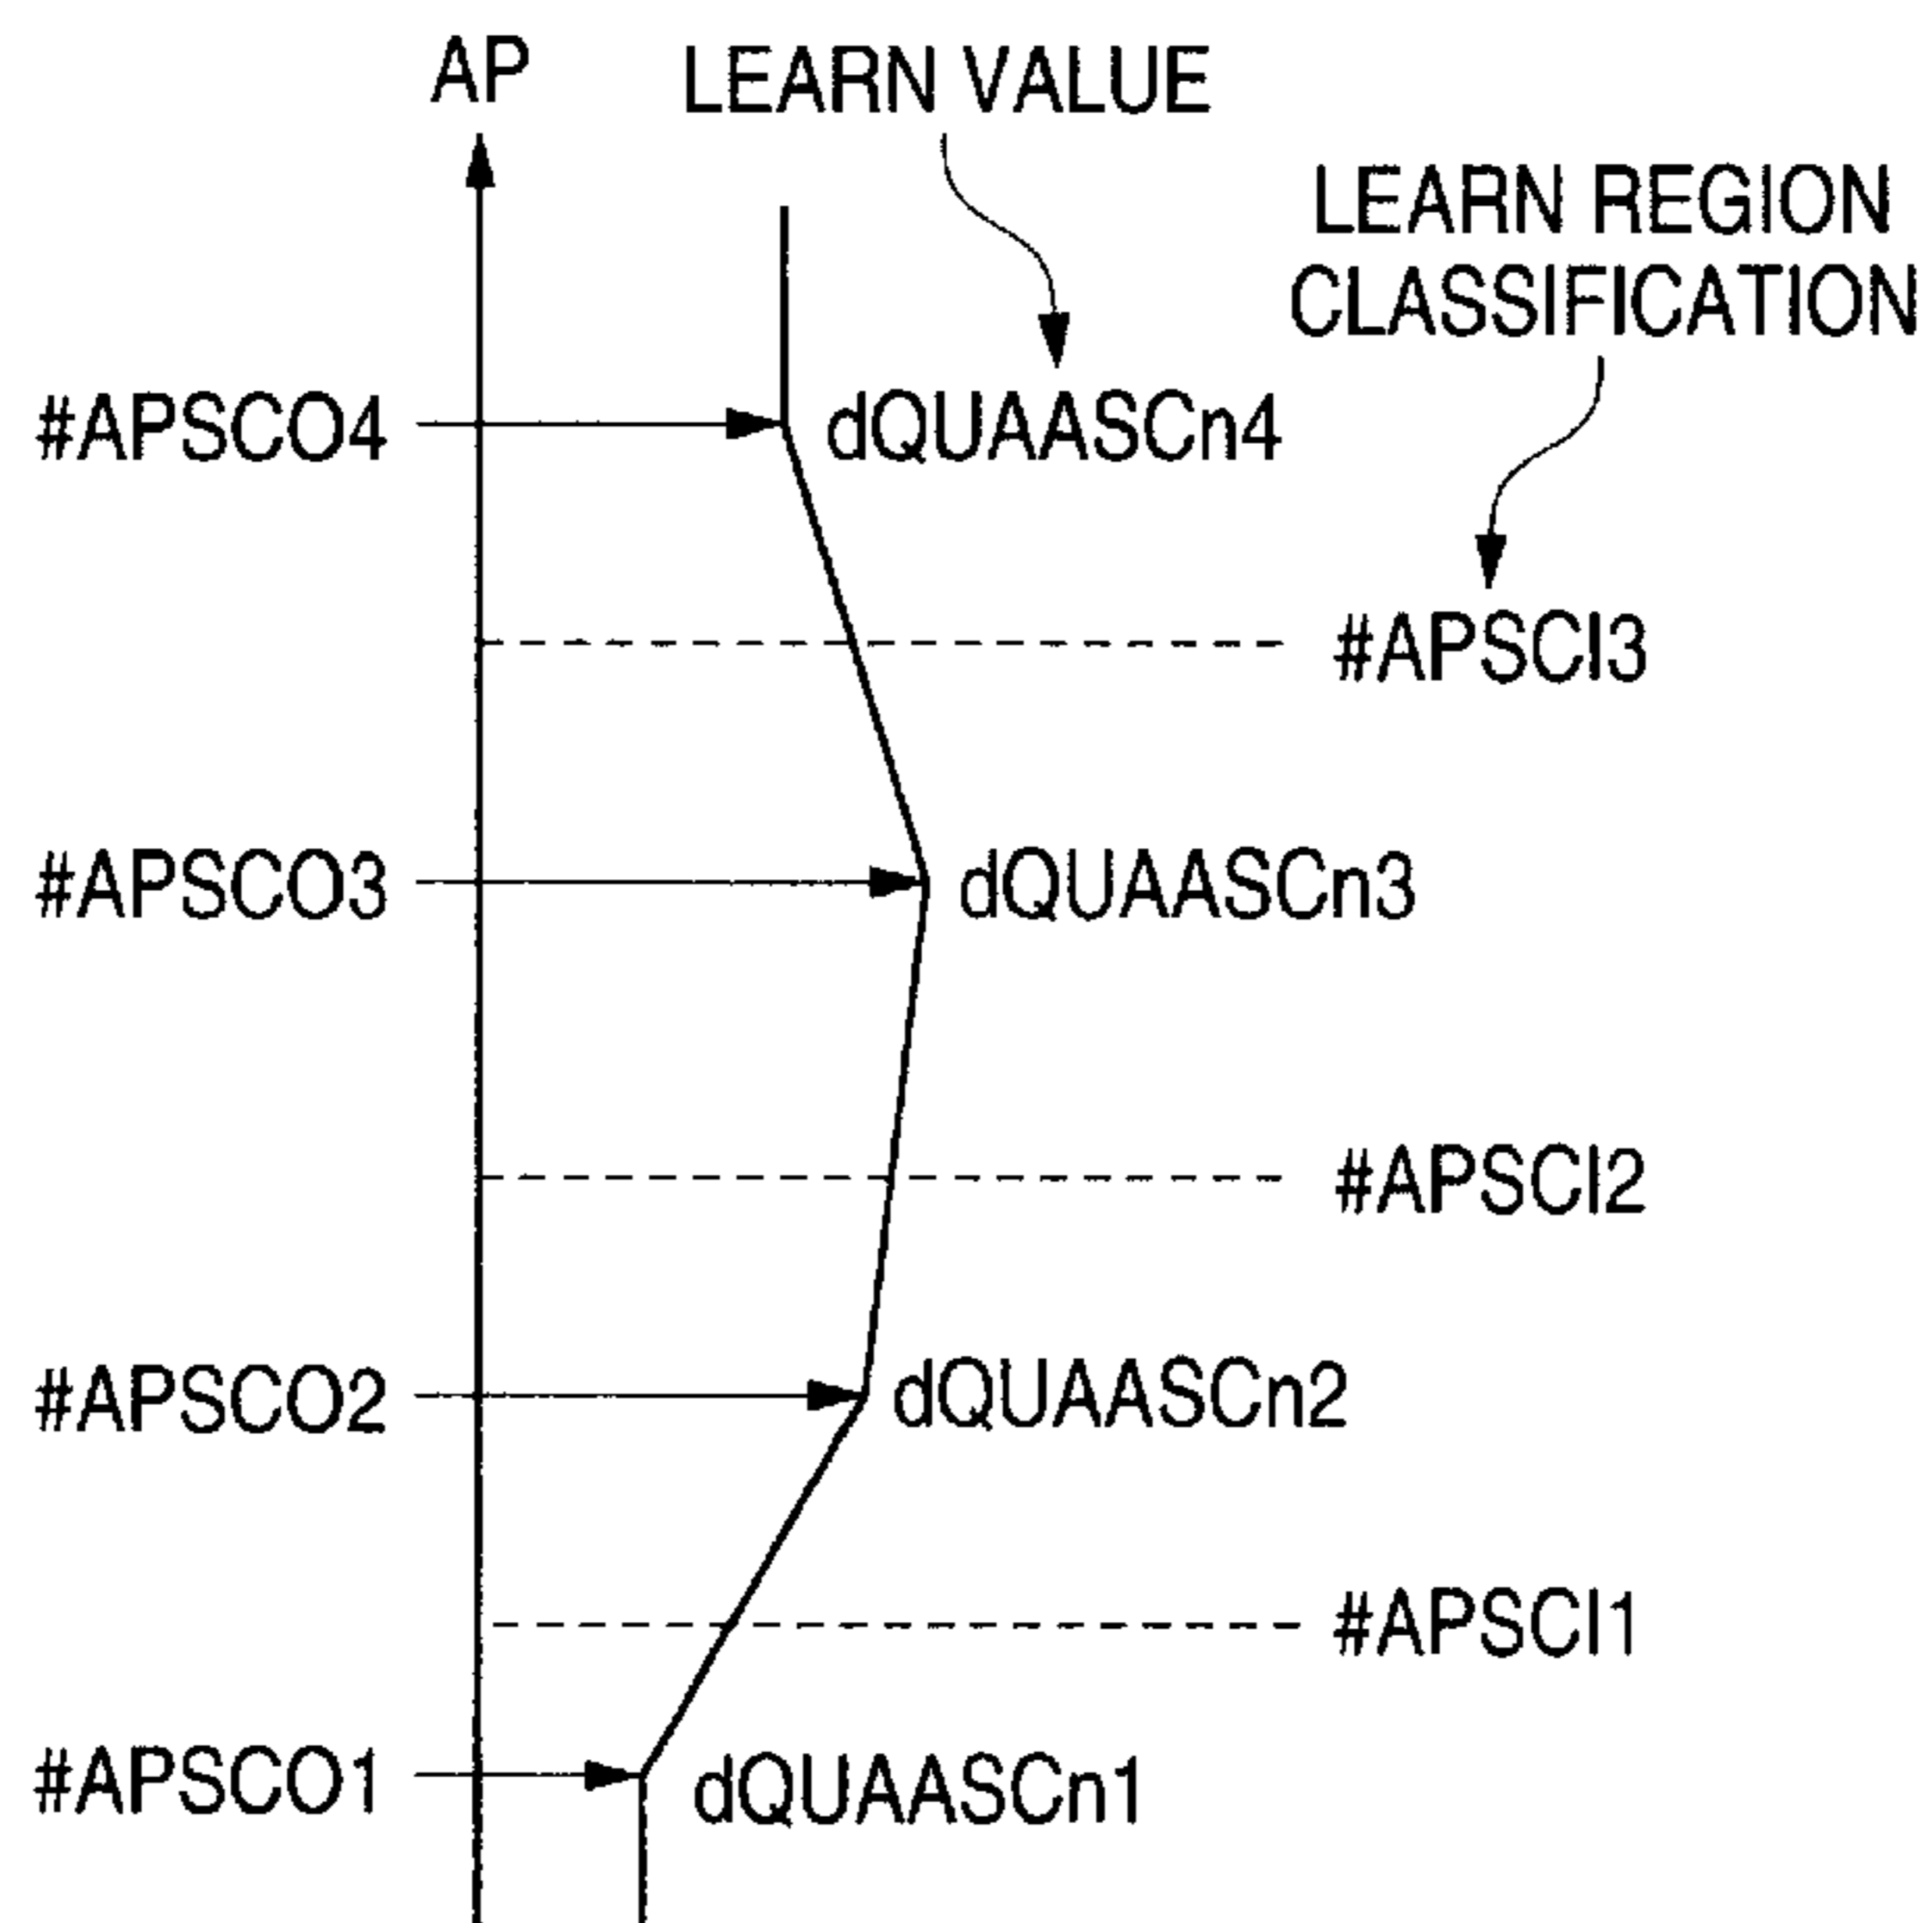 AP
LEARN VALUE
LEARN REGION
CLASSIFICATION
#APSCO4
dQUAASCn4
#APSCI3
#APSCO3
dQUAASCn3
#APSCI2
#APSCO2
dQUAASCn2
#APSCI1
#APSCO1
dQUAASCn1